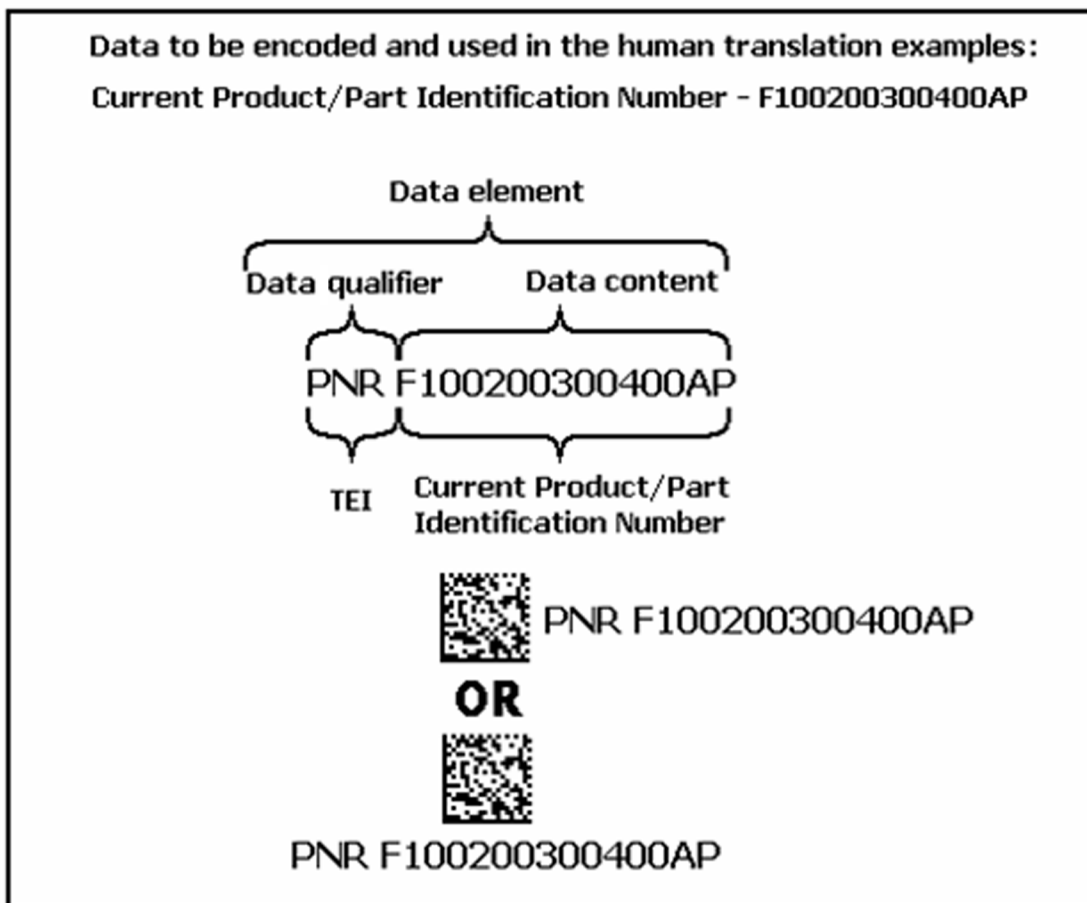 Data to be encoded and used in the human translation examples:
Current Product/Part Identification Number - F100200300400AP
Data element
Data qualifier Data content
PNR F100200300400AP
TEI
Current Product/Part
Identification Number
PNR F100200300400AP
OR
PNR F100200300400AP